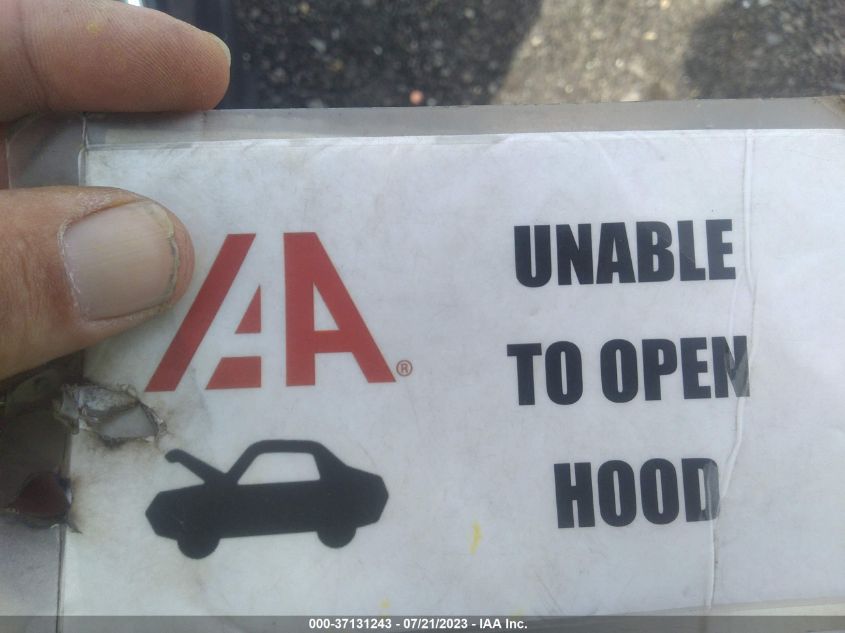 IAA®
UNABLE
TO OPEN
HOOD
000-37131243 - 07/21/2023 - IAA Inc.